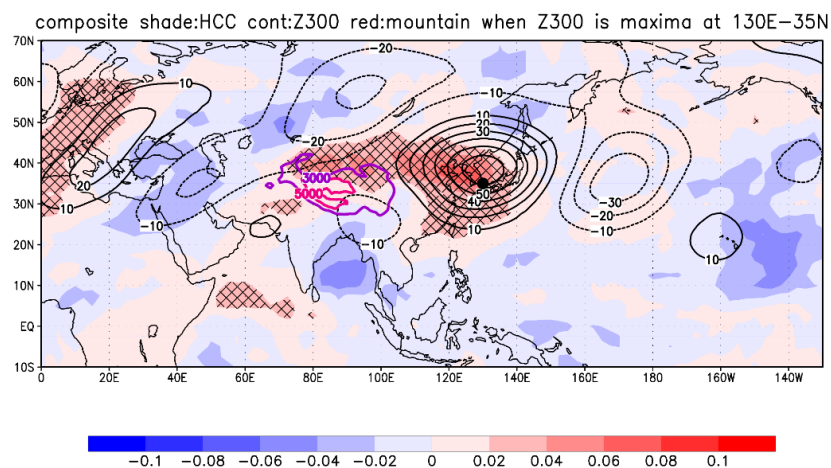 composite shade:HCC cont:Z300 red:mountain when Z300 is maxima at 130E-35N
70N
60N
50N
40N
30N
20N
10N
EQ
10S
0 20E 40E 60E 80E 100E 120E 140E 160E 180 160W 140W
-20
-10
10
10
20
30
-20
3000
5000
50
40
20
10
-10
-10
10
-30
-20
-10
10
-0.1 -0.08 -0.06 -0.04 -0.02 0 0.02 0.04 0.06 0.08 0.1